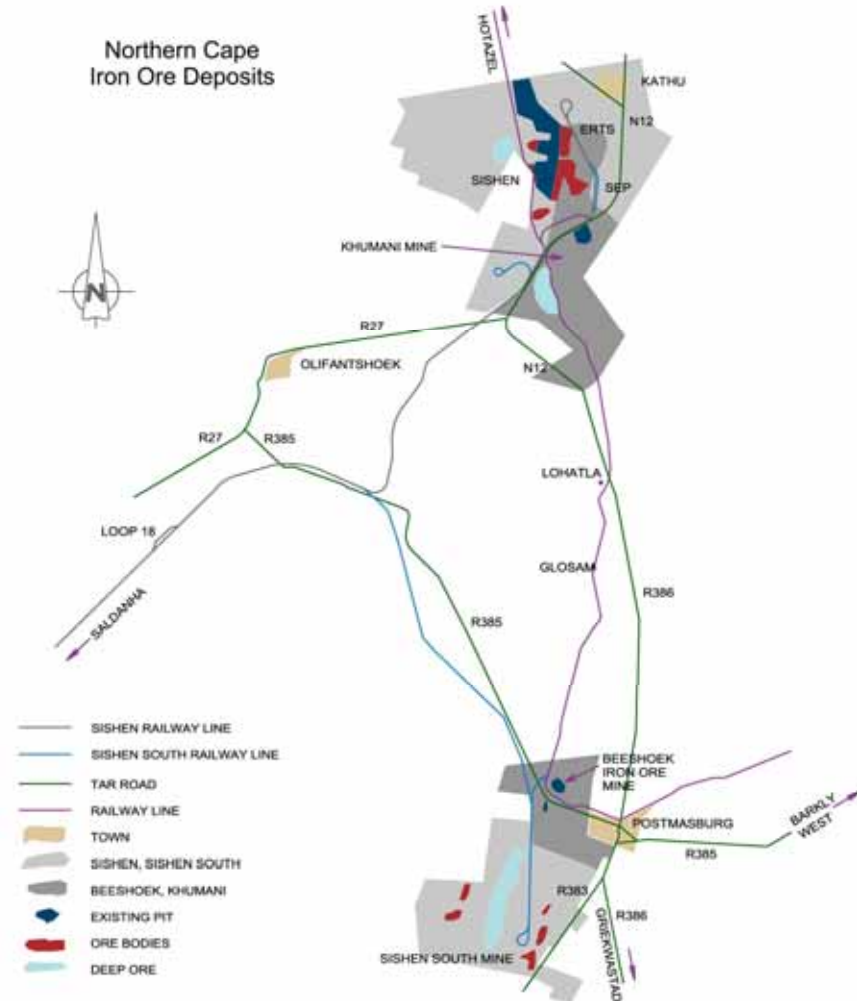 Northern Cape
Iron Ore Deposits
HOTAZEL
KATHU
N12
ERTS
SISHEN
SEP
KHUMANI MINE
N
R27
OLIFANTSHOEK
N12
R27
R385
LOHATLA
LOOP 18
GLOSAM
R386
SALDANHA
R385
SISHEN RAILWAY LINE
SISHEN SOUTH RAILWAY LINE
TAR ROAD
RAILWAY LINE
TOWN
SISHEN, SISHEN SOUTH
BEESHOEK, KHUMANI
EXISTING PIT
ORE BODIES
DEEP ORE
BEESHOEK
IRON ORE
MINE
POSTMASBURG
BARKLY
WEST
R385
R383
R386
GRIEKWASTAD
SISHEN SOUTH MINE